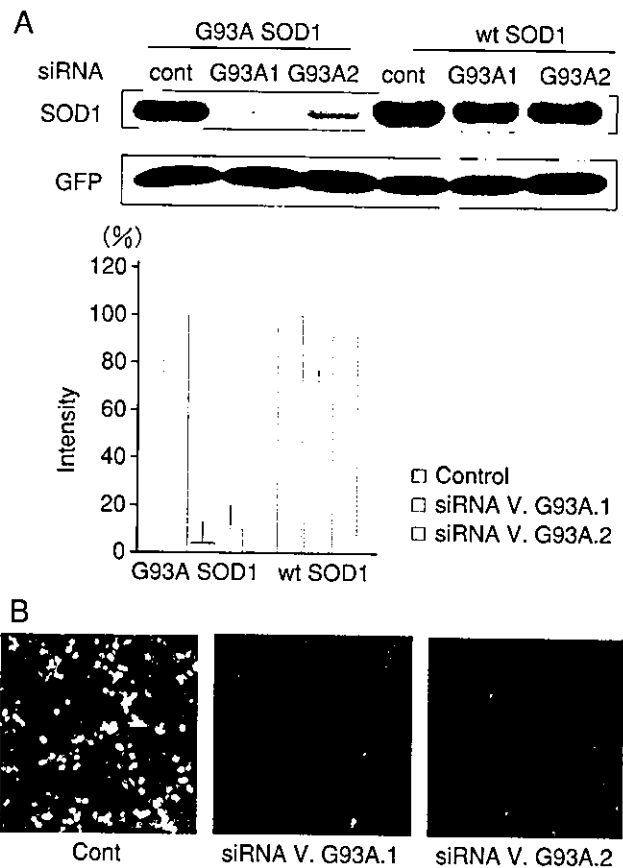 A
G93A SOD1 wt SOD1
siRNA cont G93A1 G93A2 cont G93A1 G93A2
SOD1
GFP
(%)
120
100
80
60
40
20
0
Intensity
G93A SOD1 wt SOD1
Control
siRNA V. G93A.1
siRNA V. G93A.2
B
Cont siRNA V. G93A.1 siRNA V. G93A.2